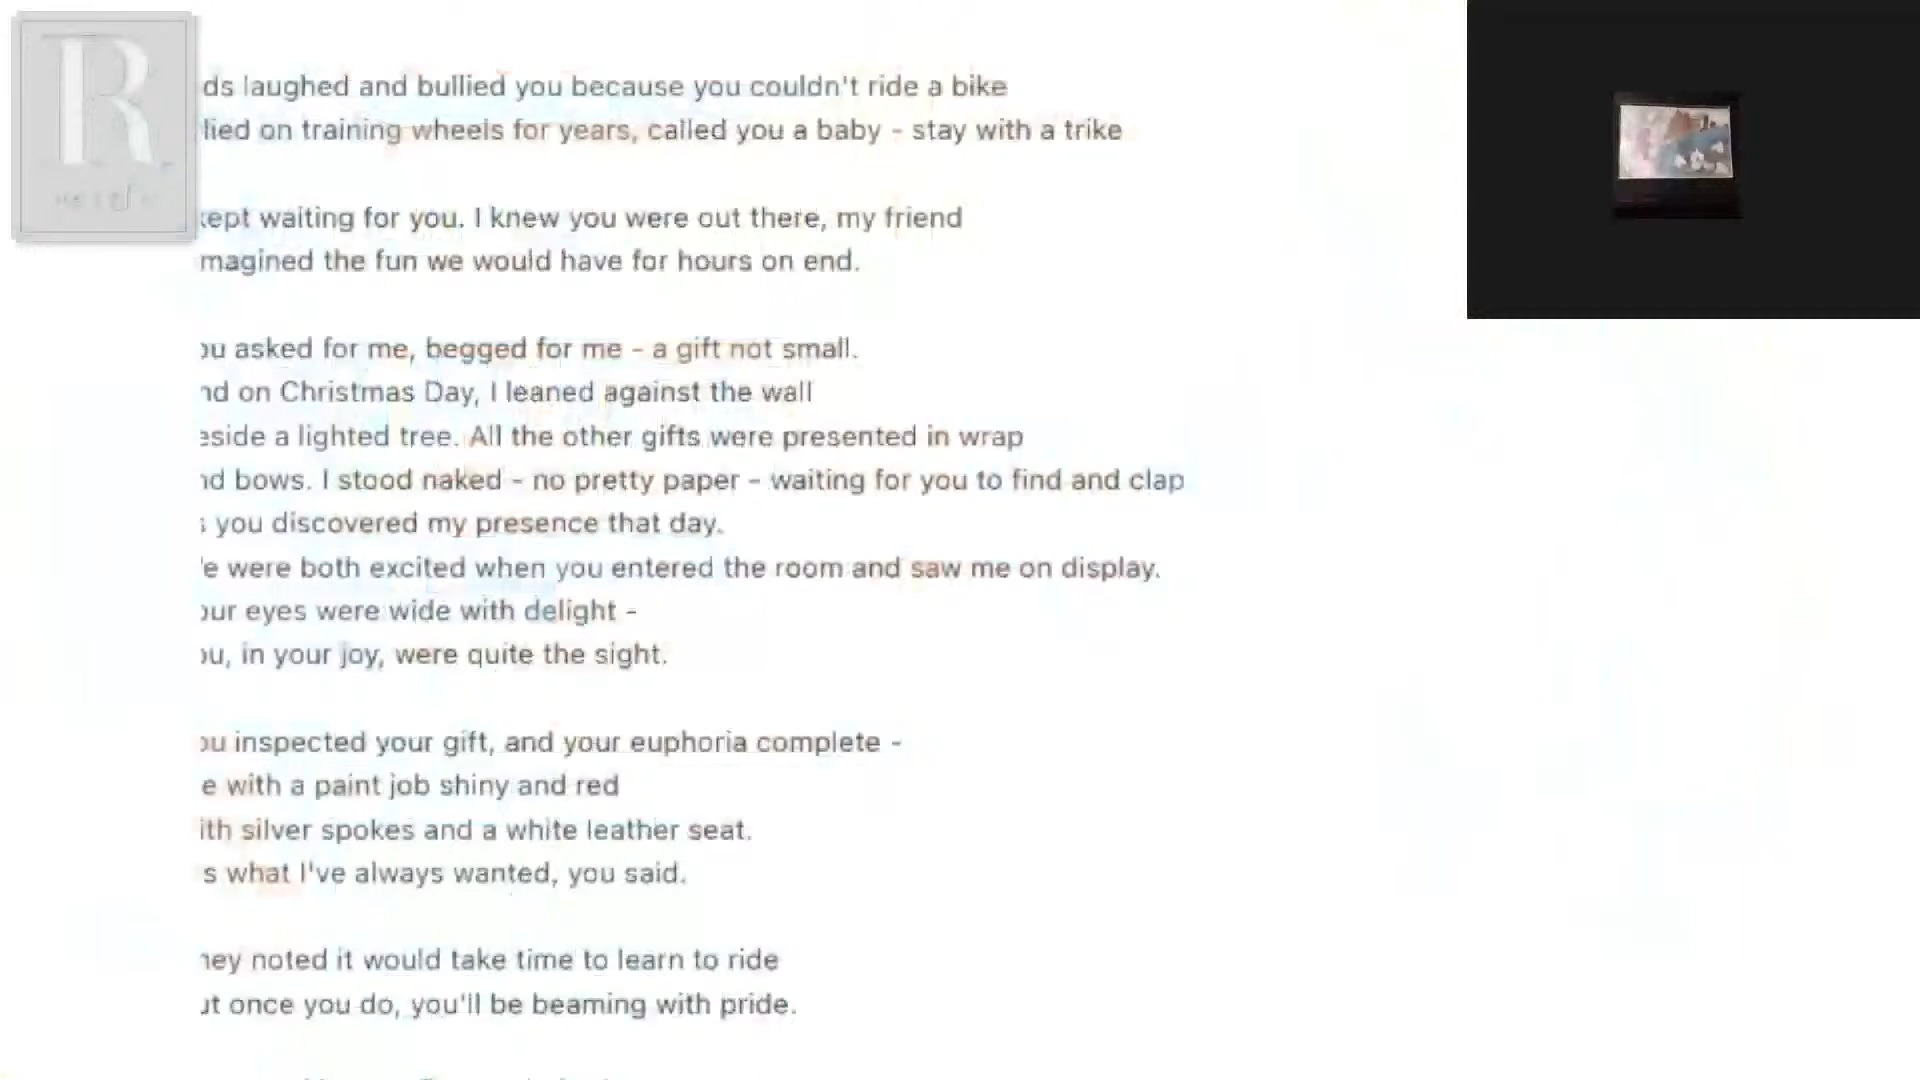 R
ds laughed and bullied you because you couldn't ride a bike
lied on training wheels for years, called you a baby - stay with a trike
kept waiting for you. I knew you were out there, my friend
magined the fun we would have for hours on end.
ou asked for me, begged for me - a gift not small.
nd on Christmas Day, I leaned against the wall
eside a lighted tree. All the other gifts were presented in wrap
nd bows. I stood naked - no pretty paper - waiting for you to find and clap
s you discovered my presence that day.
e were both excited when you entered the room and saw me on display.
our eyes were wide with delight -
ou, in your joy, were quite the sight.
ou inspected your gift, and your euphoria complete -
e with a paint job shiny and red
ith silver spokes and a white leather seat.
s what I've always wanted, you said.
hey noted it would take time to learn to ride
ut once you do, you'll be beaming with pride.